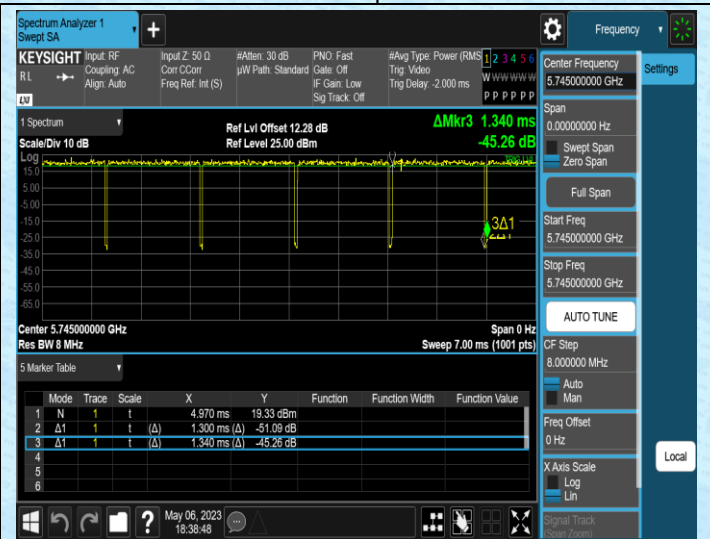 Spectrum Analyzer 1
Swept SA
+
Frequency
KEYSIGHT Input: RF Input Z: 50 Ω #Atten: 30 dB PNO: Fast #Avg Type: Power (RMS 1 2 3 4 5 6
RL Coupling: AC Corr CCorr µW Path: Standard Gate: Off Trig: Video W W W W W W
Align: Auto Freq Ref: Int (S) IF Gain: Low Trig Delay: -2.000 ms
Sig Track: Off P P P P P P
LXI
1 Spectrum
Scale/Div 10 dB
Ref Lvl Offset 12.28 dB
Ref Level 25.00 dBm
ΔMkr3 1.340 ms
-45.26 dB
Log
15.0
5.00
-5.00
-15.0
-25.0
-35.0
-45.0
-55.0
-65.0
3Δ1
Center 5.745000000 GHz
Res BW 8 MHz
Span 0 Hz
Sweep 7.00 ms (1001 pts)
5 Marker Table
Mode Trace Scale X Y Function Function Width Function Value
1 N 1 t 4.970 ms 19.33 dBm
2 Δ1 1 t (Δ) 1.300 ms (Δ) -51.09 dB
3 Δ1 1 t (Δ) 1.340 ms (Δ) -45.26 dB
4
5
6
?
May 06, 2023
18:38:48
Center Frequency
5.745000000 GHz
Span
0.00000000 Hz
Swept Span
Zero Span
Full Span
Start Freq
5.745000000 GHz
Stop Freq
5.745000000 GHz
AUTO TUNE
CF Step
8.000000 MHz
Auto
Man
Freq Offset
0 Hz
X Axis Scale
Log
Lin
Signal Track
(Span Zoom)
Settings
Local